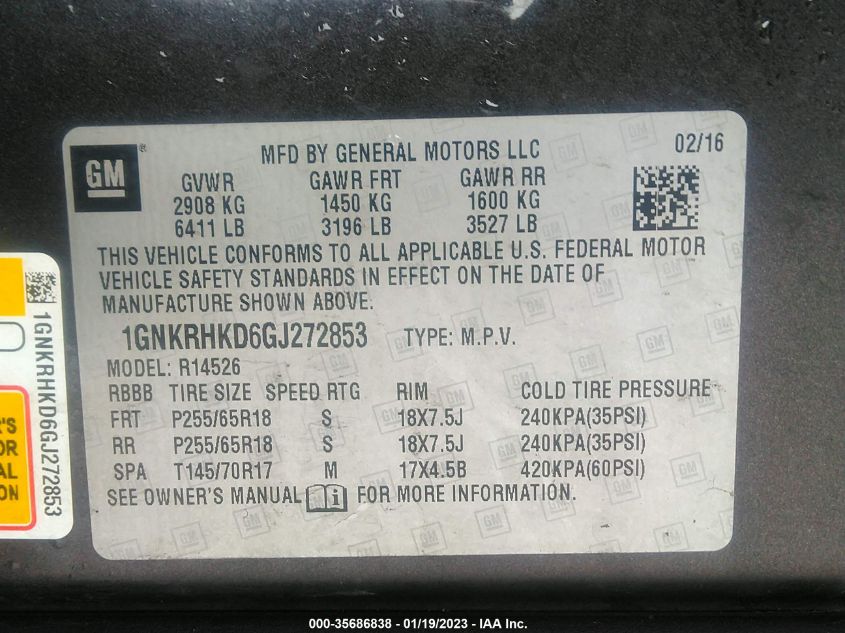 GM®
MFD BY GENERAL MOTORS LLC
02/16
GVWR GAWR FRT GAWR RR
2908 KG 1450 KG 1600 KG
6411 LB 3196 LB 3527 LB
THIS VEHICLE CONFORMS TO ALL APPLICABLE U.S. FEDERAL MOTOR
VEHICLE SAFETY STANDARDS IN EFFECT ON THE DATE OF
MANUFACTURE SHOWN ABOVE.
1GNKRHKD6GJ272853 TYPE: M.P.V.
MODEL: R14526
RBBB TIRE SIZE SPEED RTG RIM COLD TIRE PRESSURE
FRT P255/65R18 S 18X7.5J 240KPA(35PSI)
RR P255/65R18 S 18X7.5J 240KPA(35PSI)
SPA T145/70R17 M 17X4.5B 420KPA(60PSI)
SEE OWNER'S MANUAL FOR MORE INFORMATION.
1GNKRHKD6GJ272853
R'S
OR
AL
ON
000-35686838 - 01/19/2023 - IAA Inc.